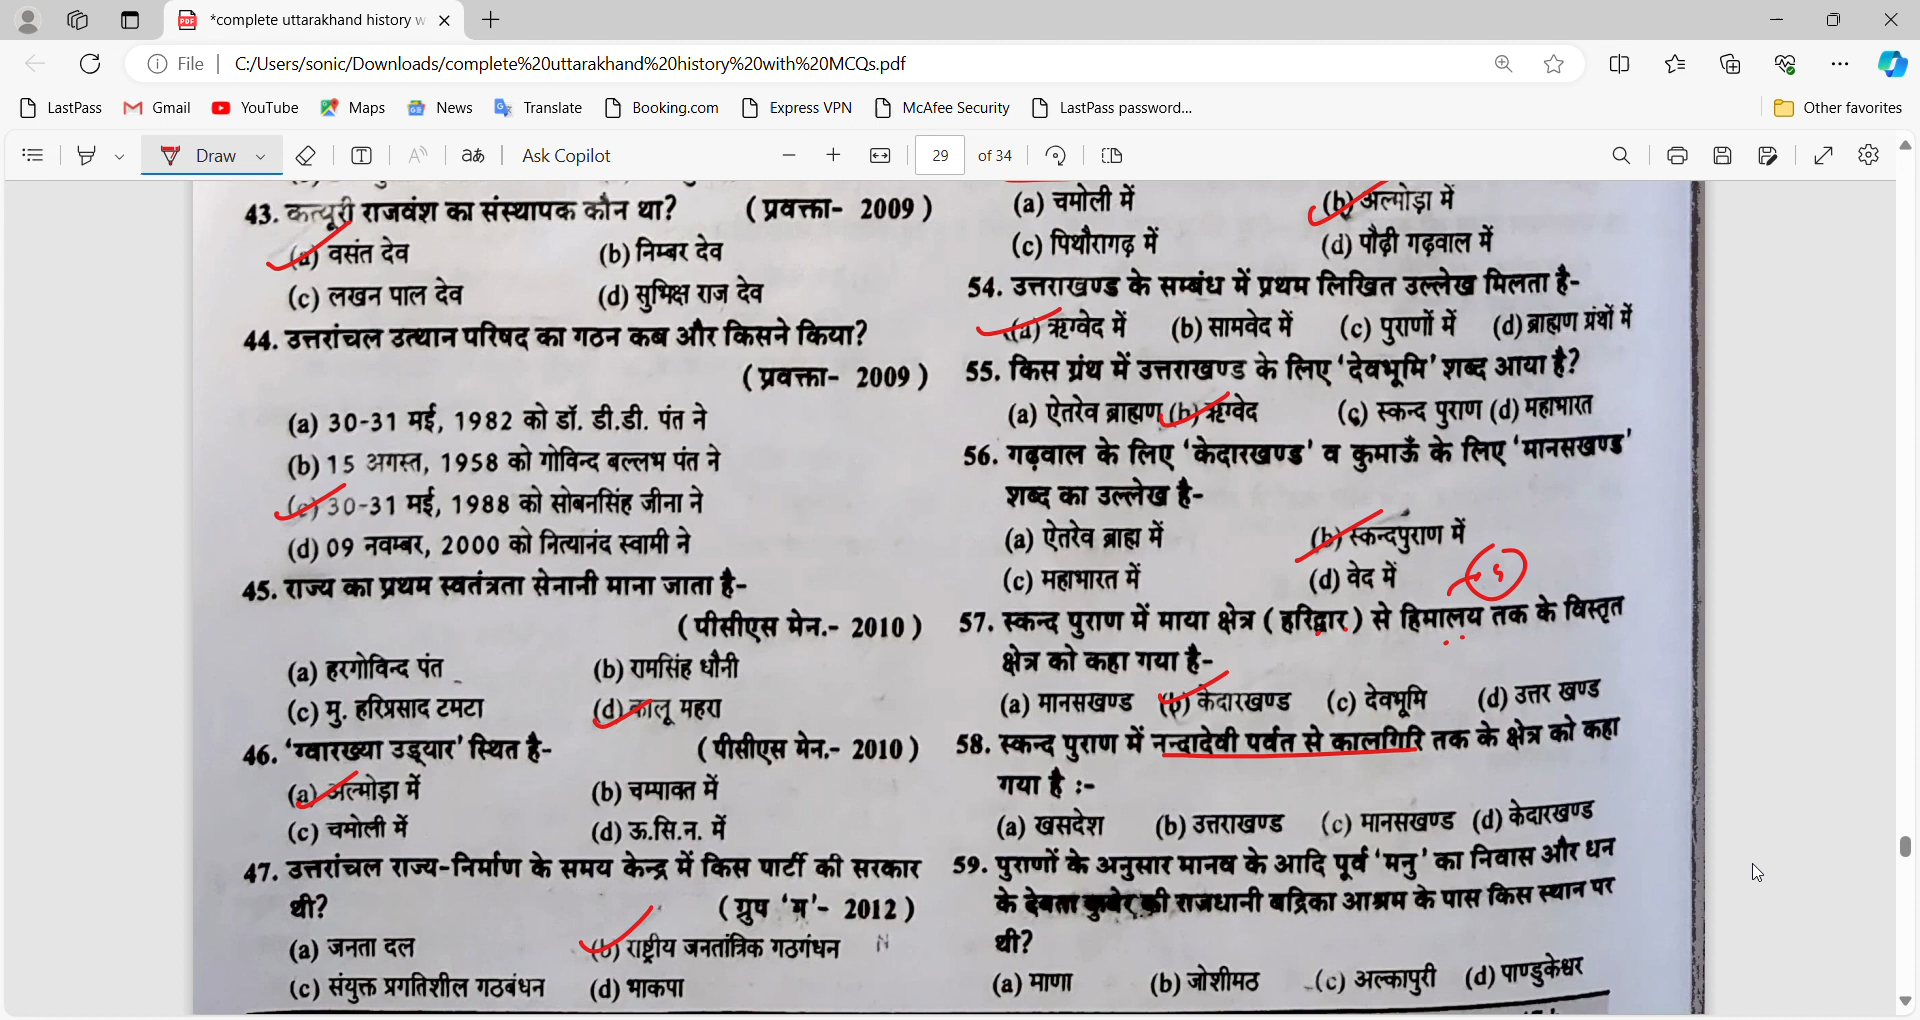 *complete uttarakhand history w
File C:/Users/sonic/Downloads/complete%20uttarakhand%20history%20with%20MCQs.pdf
LastPass Gmail YouTube Maps News Translate Booking.com Express VPN McAfee Security LastPass password... Other favorites
Draw Ask Copilot 29 of 34
43. कत्यूरी राजवंश का संस्थापक कौन था? (प्रवक्ता- 2009)
(a) वसंत देव (b) निम्बर देव
(c) लखन पाल देव (d) सुभिक्ष राज देव
44. उत्तरांचल उत्थान परिषद का गठन कब और किसने किया?
(प्रवक्ता- 2009)
(a) 30-31 मई, 1982 को डॉ. डी.डी. पंत ने
(b) 15 अगस्त, 1958 को गोविन्द बल्लभ पंत ने
(c) 30-31 मई, 1988 को सोबनसिंह जीना ने
(d) 09 नवम्बर, 2000 को नित्यानंद स्वामी ने
45. राज्य का प्रथम स्वतंत्रता सेनानी माना जाता है-
(पीसीएस मेन.- 2010)
(a) हरगोविन्द पंत (b) रामसिंह धौनी
(c) मु. हरिप्रसाद टमटा (d) कालू महरा
46. 'ग्वारख्या उड्यार' स्थित है- (पीसीएस मेन.- 2010)
(a) अल्मोड़ा में (b) चम्पावत में
(c) चमोली में (d) ऊ.सि.न. में
47. उत्तरांचल राज्य-निर्माण के समय केन्द्र में किस पार्टी की सरकार
थी? (ग्रुप 'म'- 2012)
(a) जनता दल (b) राष्ट्रीय जनतांत्रिक गठगंधन
(c) संयुक्त प्रगतिशील गठबंधन (d) भाकपा
(a) चमोली में (b) अल्मोड़ा में
(c) पिथौरागढ़ में (d) पौढ़ी गढ़वाल में
54. उत्तराखण्ड के सम्बंध में प्रथम लिखित उल्लेख मिलता है-
(a) ऋग्वेद में (b) सामवेद में (c) पुराणों में (d) ब्राह्मण ग्रंथों में
55. किस ग्रंथ में उत्तराखण्ड के लिए 'देवभूमि' शब्द आया है?
(a) ऐतरेव ब्राह्मण (b) ऋग्वेद (c) स्कन्द पुराण (d) महाभारत
56. गढ़वाल के लिए 'केदारखण्ड' व कुमाऊँ के लिए 'मानसखण्ड'
शब्द का उल्लेख है-
(a) ऐतरेव ब्राह्म में (b) स्कन्दपुराण में
(c) महाभारत में (d) वेद में
57. स्कन्द पुराण में माया क्षेत्र (हरिद्वार) से हिमालय तक के विस्तृत
क्षेत्र को कहा गया है-
(a) मानसखण्ड (b) केदारखण्ड (c) देवभूमि (d) उत्तर खण्ड
58. स्कन्द पुराण में नन्दादेवी पर्वत से कालगिरि तक के क्षेत्र को कहा
गया है :-
(a) खसदेश (b) उत्तराखण्ड (c) मानसखण्ड (d) केदारखण्ड
59. पुराणों के अनुसार मानव के आदि पूर्व 'मनु' का निवास और धन
के देवता कुबेर की राजधानी बद्रिका आश्रम के पास किस स्थान पर
थी?
(a) माणा (b) जोशीमठ (c) अल्कापुरी (d) पाण्डुकेश्वर